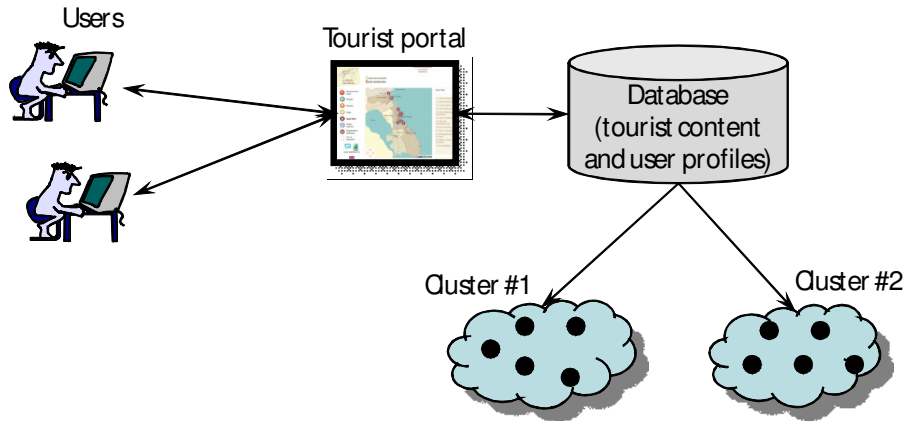 Users
Tourist portal
Database
(tourist content
and user profiles)
Cluster #1
Cluster #2